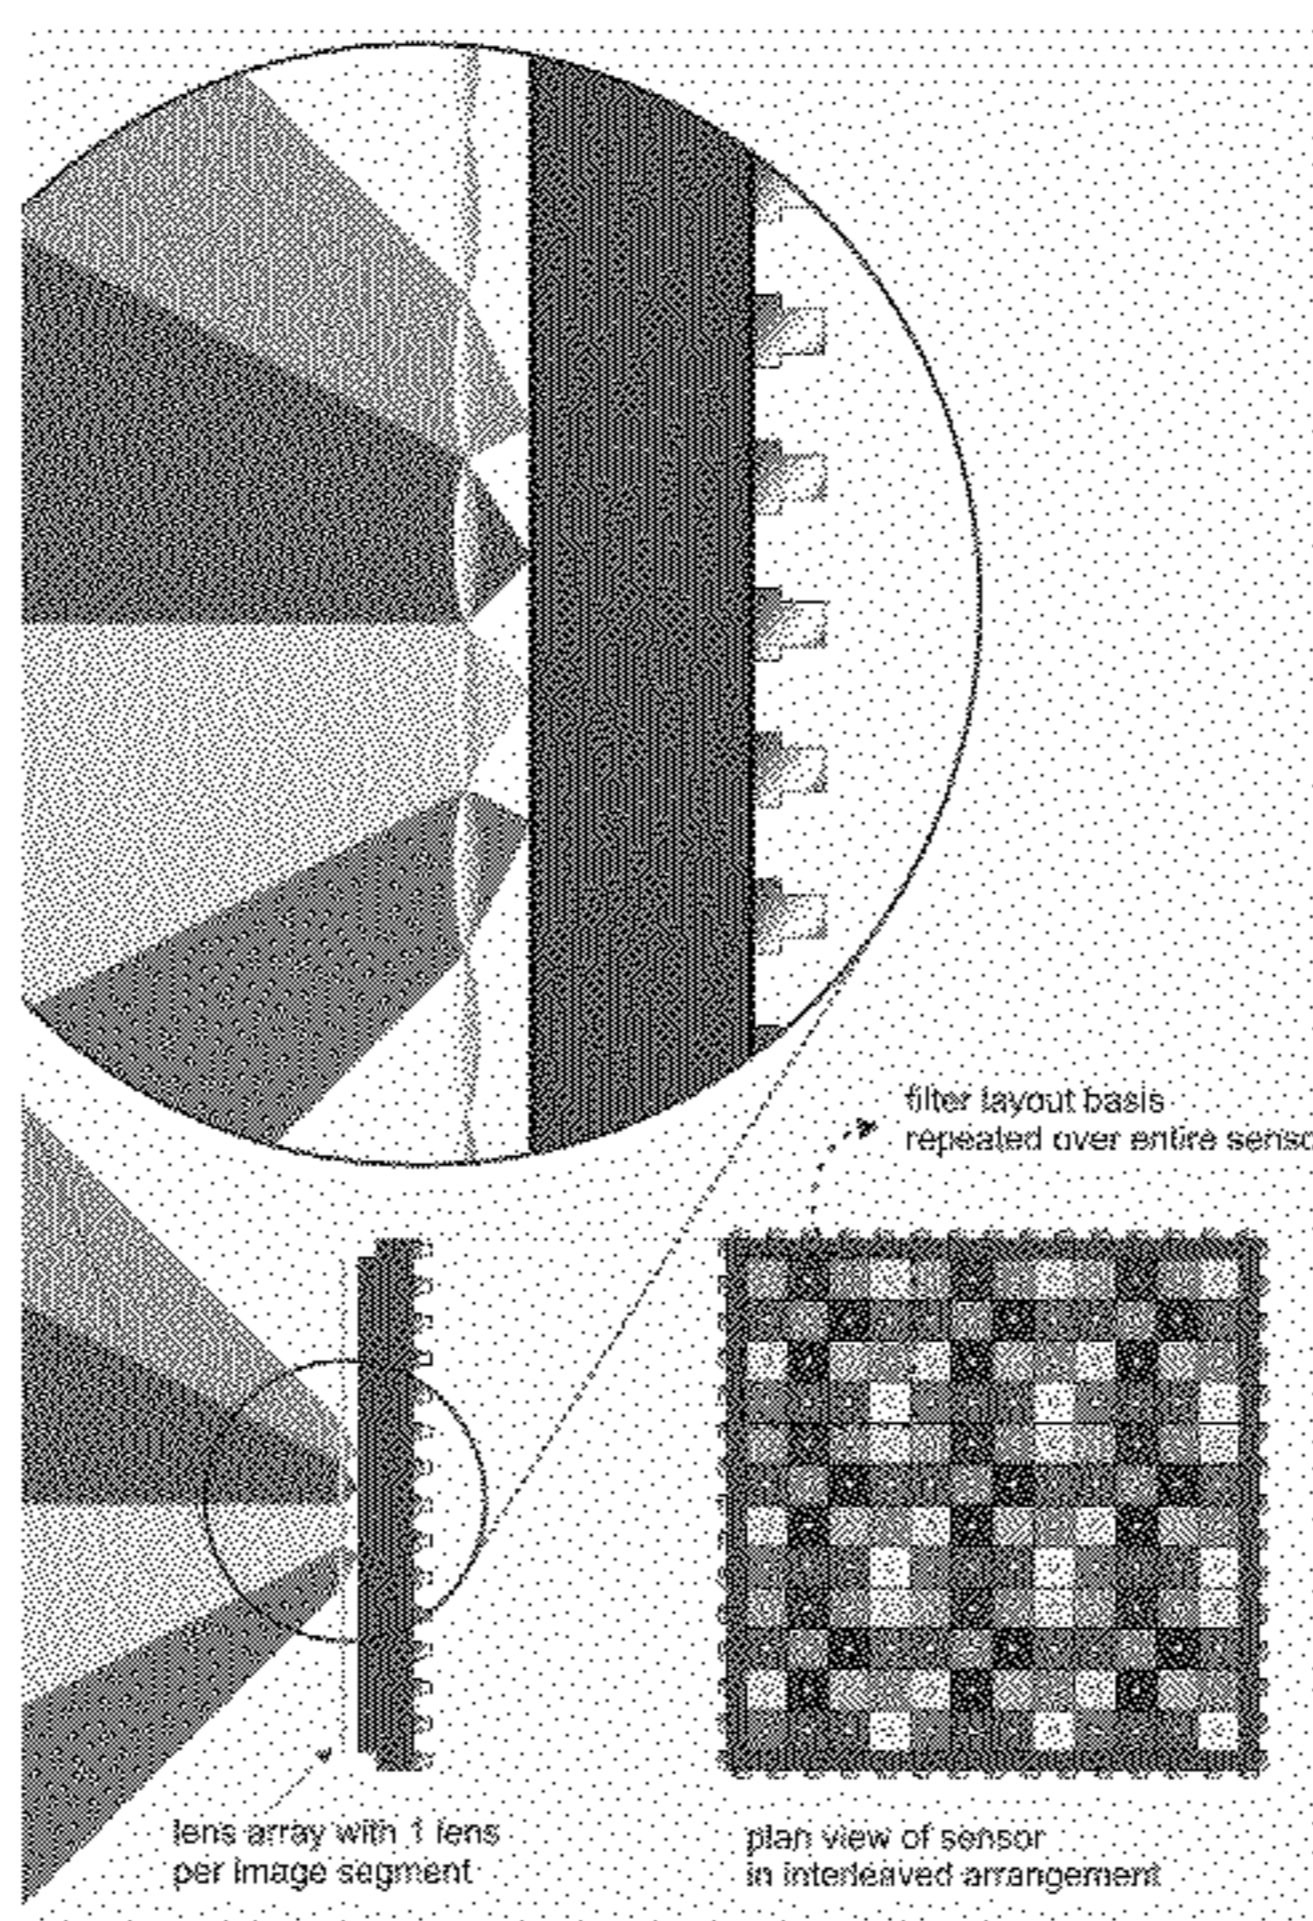 filter layout basis
repeated over entire senso
lens array with 1 lens
per image segment
plan view of sensor
in interleaved arrangement